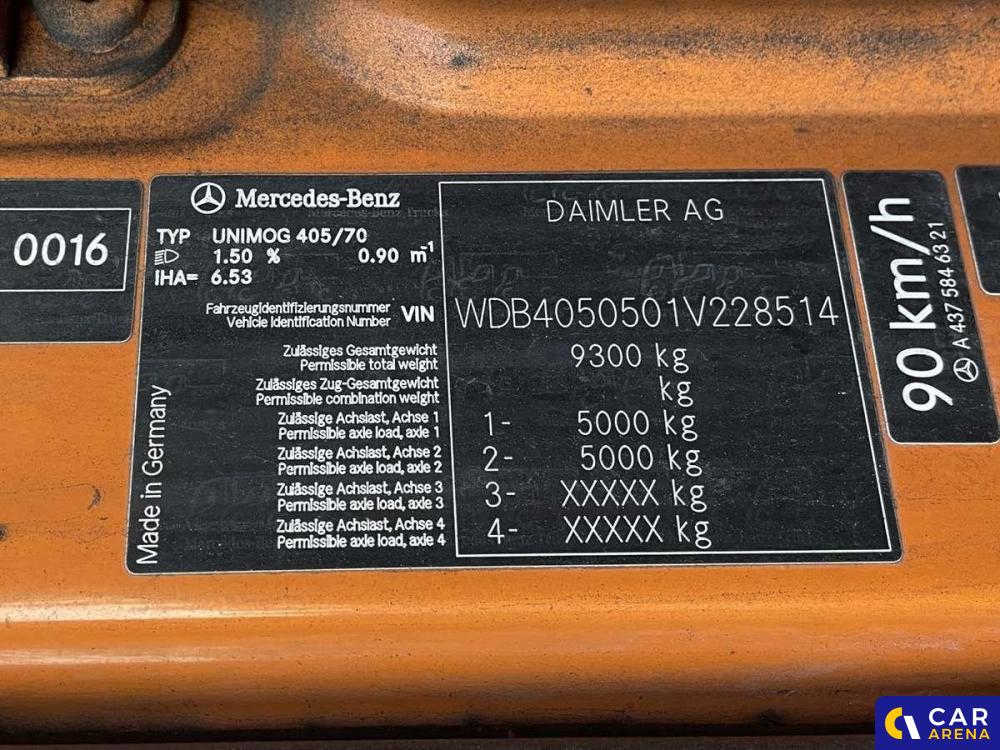 0016
Mercedes-Benz
TYP UNIMOG 405/70
1.50 % 0.90 m⁻¹
IHA= 6.53
Fahrzeugidentifizierungsnummer
Vehicle Identification Number VIN
Zulässiges Gesamtgewicht
Permissible total weight
Zulässiges Zug-Gesamtgewicht
Permissible combination weight
Zulässige Achslast, Achse 1
Permissible axle load, axle 1
Zulässige Achslast, Achse 2
Permissible axle load, axle 2
Zulässige Achslast, Achse 3
Permissible axle load, axle 3
Zulässige Achslast, Achse 4
Permissible axle load, axle 4
Made in Germany
DAIMLER AG
WDB4050501V228514
9300 kg
kg
1- 5000 kg
2- 5000 kg
3- XXXXX kg
4- XXXXX kg
90 km/h
A 437 584 63 21
CAR
ARENA